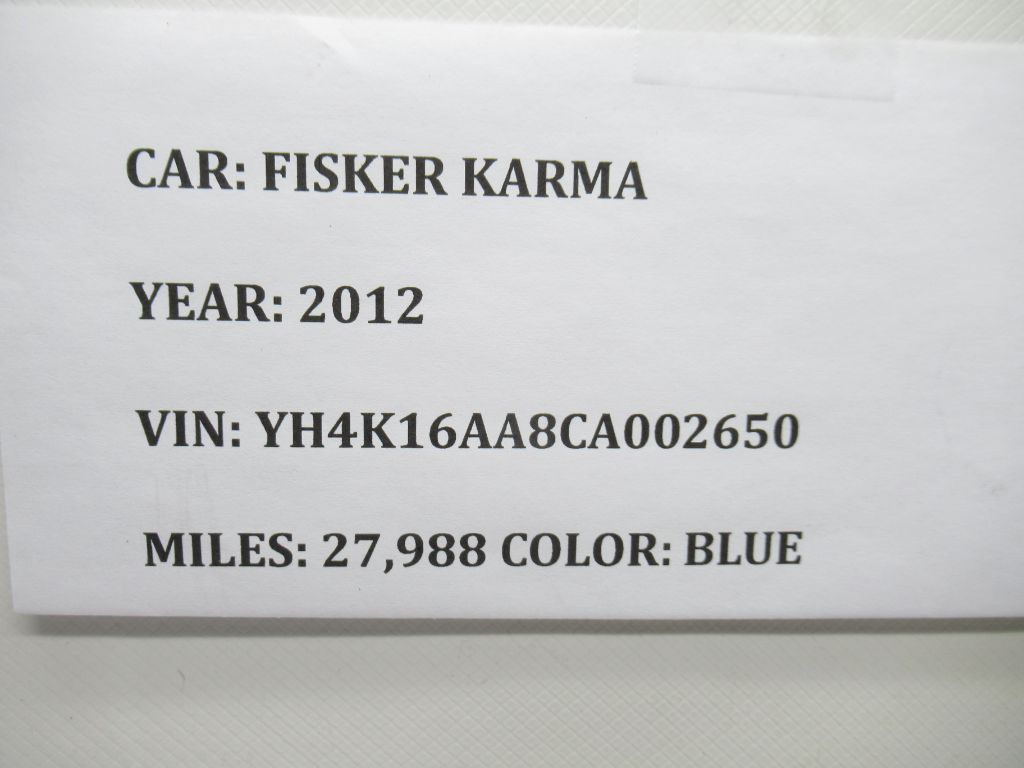 CAR: FISKER KARMA
YEAR: 2012
VIN: YH4K16AA8CA002650
MILES: 27,988 COLOR: BLUE